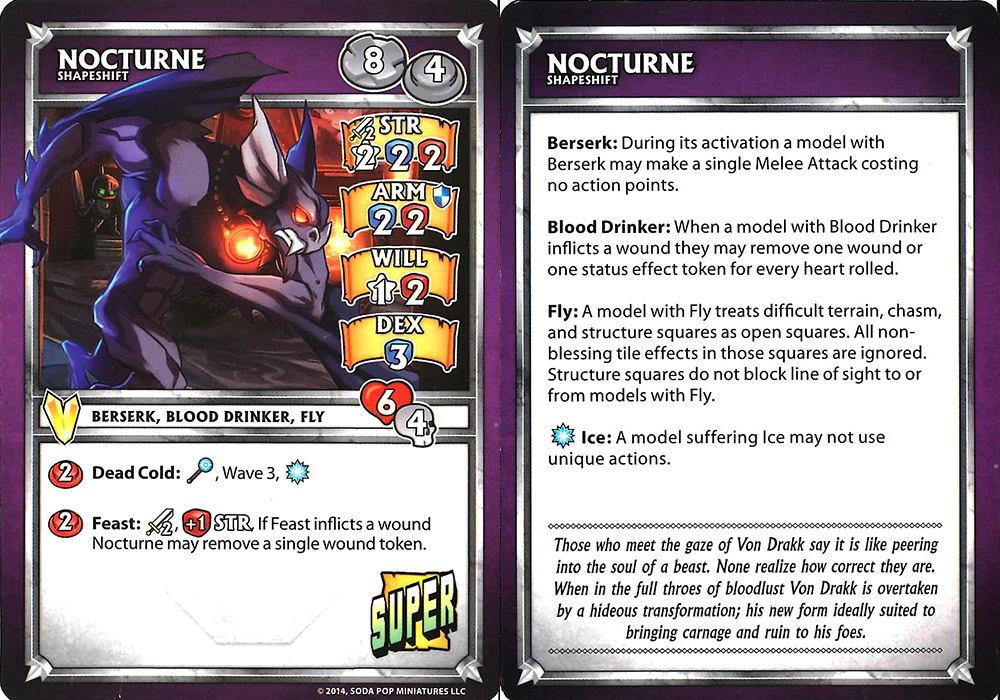 NOCTURNE
SHAPESHIFT
8
4
2 STR
2 2 2
ARM
2 2
WILL
1 2
DEX
3
BERSERK, BLOOD DRINKER, FLY
6
4
2 Dead Cold: , Wave 3,
2 Feast: 2, +1 STR, If Feast inflicts a wound
Nocturne may remove a single wound token.
SUPER
© 2014, SODA POP MINIATURES LLC
NOCTURNE
SHAPESHIFT
Berserk: During its activation a model with
Berserk may make a single Melee Attack costing
no action points.
Blood Drinker: When a model with Blood Drinker
inflicts a wound they may remove one wound or
one status effect token for every heart rolled.
Fly: A model with Fly treats difficult terrain, chasm,
and structure squares as open squares. All non-
blessing tile effects in those squares are ignored.
Structure squares do not block line of sight to or
from models with Fly.
Ice: A model suffering Ice may not use
unique actions.
Those who meet the gaze of Von Drakk say it is like peering
into the soul of a beast. None realize how correct they are.
When in the full throes of bloodlust Von Drakk is overtaken
by a hideous transformation; his new form ideally suited to
bringing carnage and ruin to his foes.